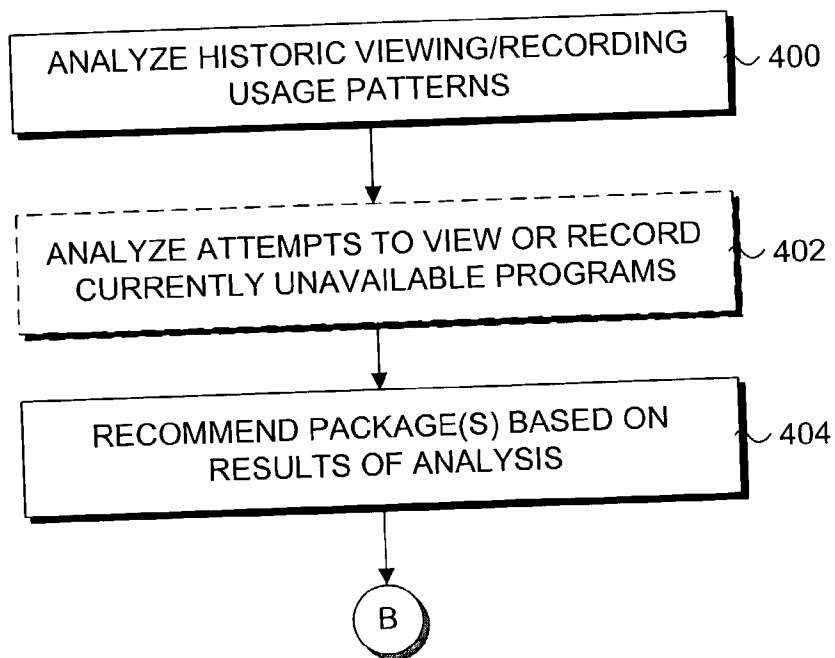 ANALYZE HISTORIC VIEWING/RECORDING
USAGE PATTERNS
400
ANALYZE ATTEMPTS TO VIEW OR RECORD
CURRENTLY UNAVAILABLE PROGRAMS
402
RECOMMEND PACKAGE(S) BASED ON
RESULTS OF ANALYSIS
404
B